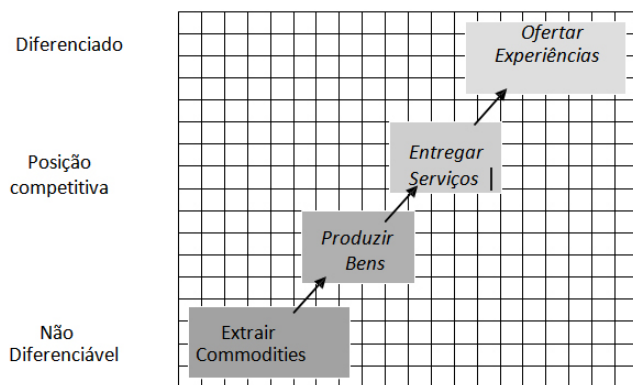 Diferenciado
Ofertar
Experiências
Posição
competitiva
Entregar
Serviços
Produzir
Bens
Não
Diferenciável
Extrair
Commodities